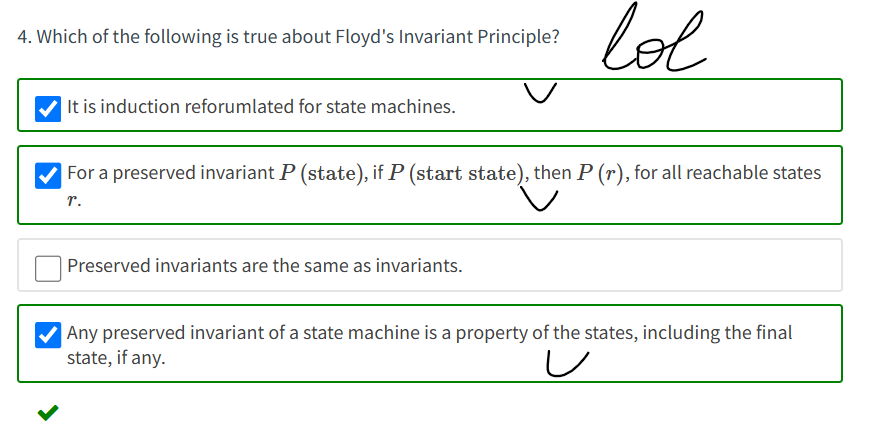 4. Which of the following is true about Floyd's Invariant Principle?
lol
It is induction reforumlated for state machines.
For a preserved invariant P (state), if P (start state), then P (r), for all reachable states
r.
Preserved invariants are the same as invariants.
Any preserved invariant of a state machine is a property of the states, including the final
state, if any.